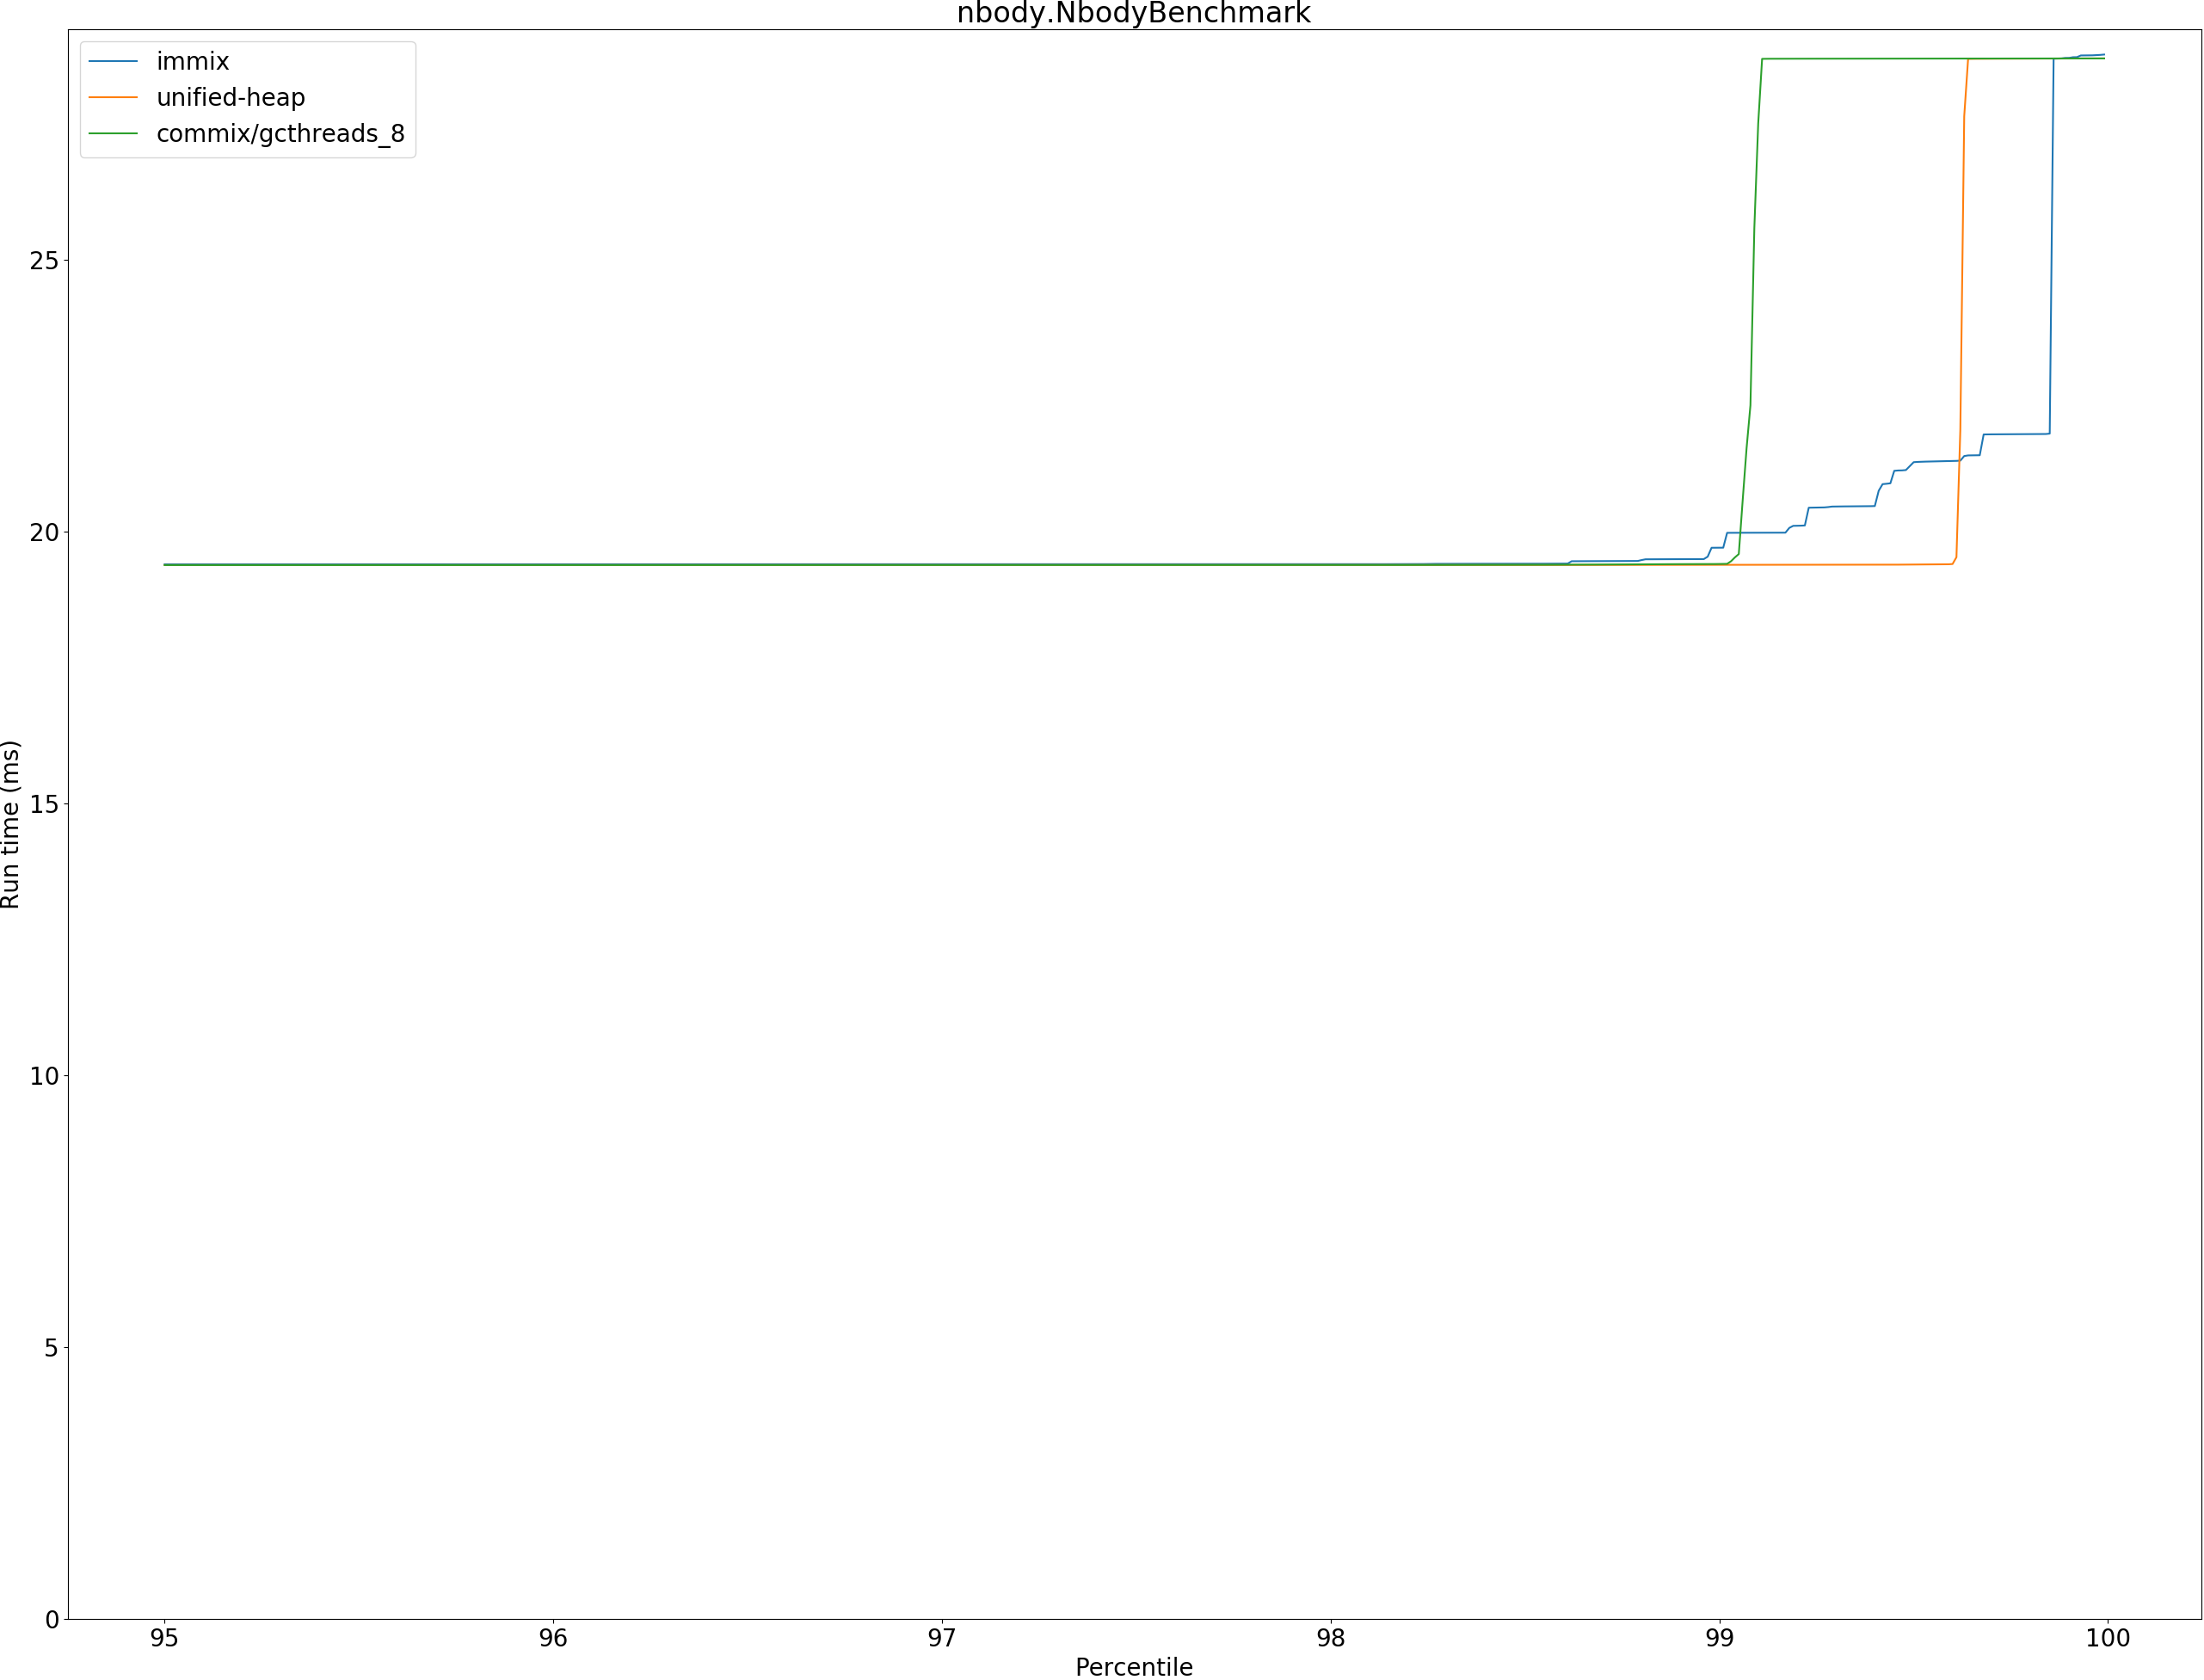 nbody.NbodyBenchmark
immix
unified-heap
commix/gcthreads_8
25
20
15
10
5
0
Run time (ms)
95 96 97 98 99 100
Percentile